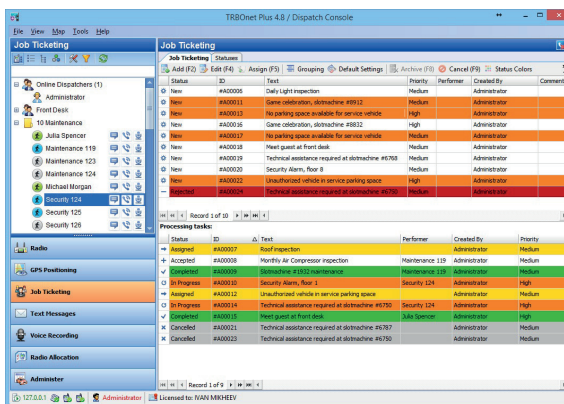 TRBOnet Plus 4.8 / Dispatch Console
File View Map Tools Help
Job Ticketing
Online Dispatchers (1)
Administrator
Front Desk
10 Maintenance
Julia Spencer
Maintenance 119
Maintenance 123
Maintenance 124
Michael Morgan
Security 124
Security 125
Security 126
Radio
GPS Positioning
Job Ticketing
Text Messages
Voice Recording
Radio Allocation
Administer
Job Ticketing
Job Ticketing Statuses
Add (F2) Edit (F4) Assign (F5) Grouping Default Settings Archive (F8) Cancel (F9) Status Colors
Status ID Text Priority Performer Created By Comment
New #A00006 Daily Light inspection Medium Administrator
New #A00011 Game celebration, slotmachine #8912 Medium Administrator
New #A00013 No parking space available for service vehicle High Administrator
New #A00016 Game celebration, slotmachine #8832 Medium Administrator
New #A00017 No parking space available for service vehicle High Administrator
New #A00018 Meet guest at front desk Medium Administrator
New #A00019 Technical assistance required at slotmachine #6768 Medium Administrator
New #A00020 Security Alarm, floor 8 Medium Administrator
New #A00022 Unauthorized vehicle in service parking space High Administrator
Rejected #A00024 Technical assistance required at slotmachine #6750 Medium Administrator
Record 1 of 10
Processing tasks:
Status ID Text Performer Created By Priority
Assigned #A00007 Roof inspection Administrator Medium
Accepted #A00008 Monthly Air Compressor inspection Maintenance 119 Administrator Medium
Completed #A00009 Slotmachine #1932 maintenance Maintenance 119 Administrator Medium
In Progress #A00010 Security Alarm, floor 1 Security 124 Administrator High
Assigned #A00012 Unauthorized vehicle in service parking space Administrator Medium
In Progress #A00014 Technical assistance required at slotmachine #6750 Security 124 Administrator High
Completed #A00015 Meet guest at front desk Julia Spencer Administrator Medium
Cancelled #A00021 Technical assistance required at slotmachine #6787 Administrator Medium
Cancelled #A00023 Technical assistance required at slotmachine #6750 Administrator Medium
Record 1 of 9
127.0.0.1 Administrator Licensed to: IVAN MIKHEEV